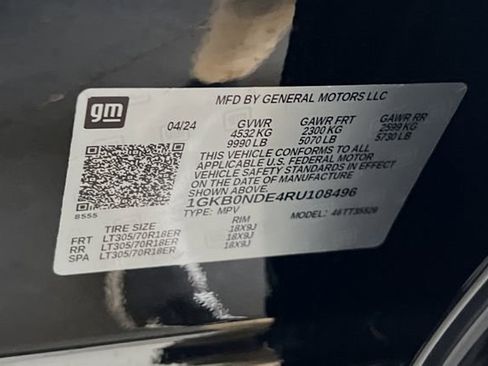 gm
MFD BY GENERAL MOTORS LLC
04/24 GVWR GAWR FRT GAWR RR
4532 KG 2300 KG 2599 KG
9990 LB 5070 LB 5730 LB
THIS VEHICLE CONFORMS TO ALL
APPLICABLE U.S. FEDERAL MOTOR
VEHICLE SAFETY STANDARDS IN
EFFECT ON THE DATE OF
MANUFACTURE SHOWN ABOVE.
1GKB0NDE4RU108496
TYPE: MPV MODEL:
8555
TIRE SIZE RIM
FRT LT305/70R18ER 18X9J
RR LT305/70R18ER 18X9J
SPA LT305/70R18ER 18X9J